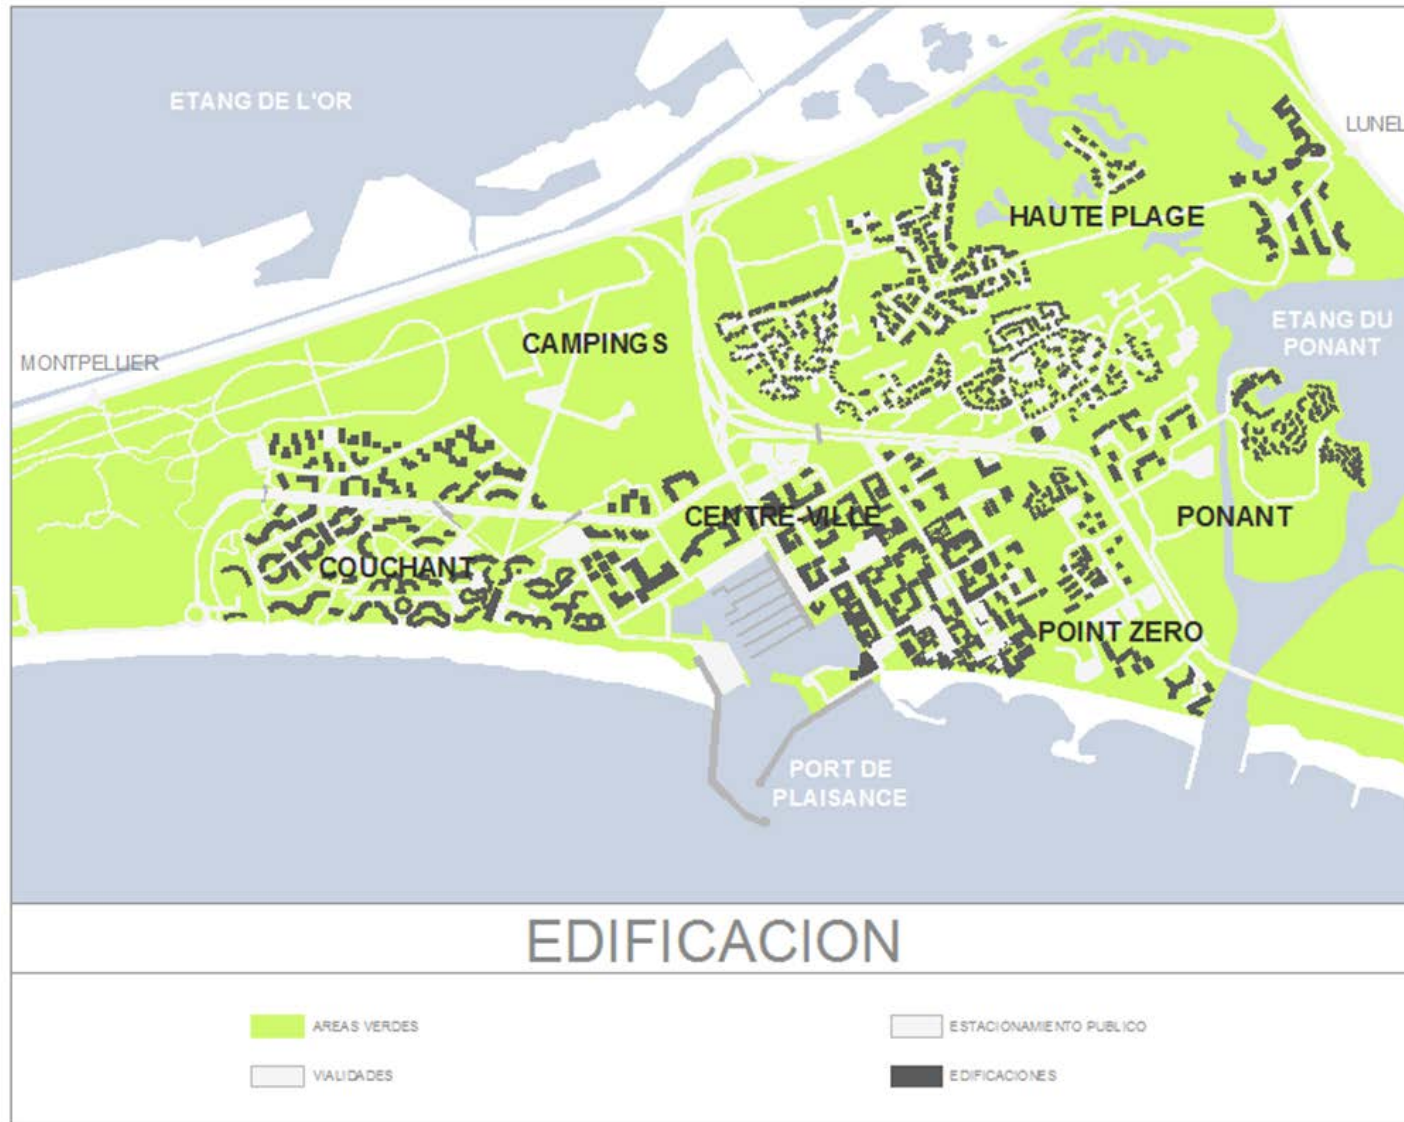 ETANG DE L'OR
LUNEL
HAUTE PLAGE
ETANG DU
PONANT
CAMPINGS
MONTPELLIER
CENTRE-VILLE
PONANT
COUCHANT
POINT ZERO
PORT DE
PLAISANCE
EDIFICACION
AREAS VERDES
ESTACIONAMIENTO PUBLICO
VIALIDADES
EDIFICACIONES